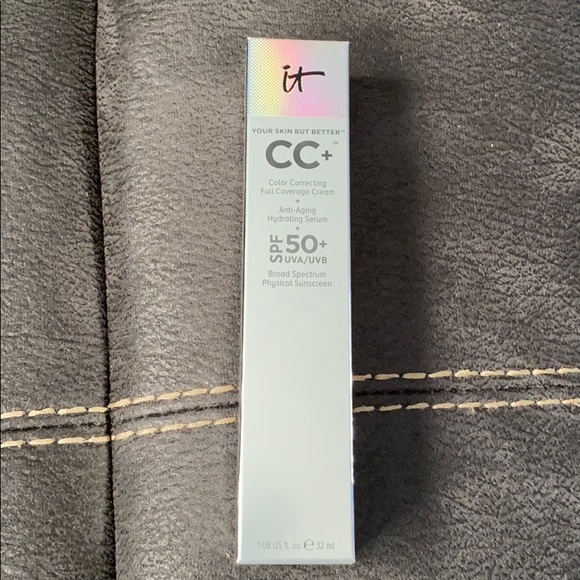 it
YOUR SKIN BUT BETTER™
CC+™
Color Correcting
Full Coverage Cream
+
Anti-Aging
Hydrating Serum
+
SPF 50+
UVA/UVB
Broad Spectrum
Physical Sunscreen
1.08 US fl. oz. ℮ 32 ml